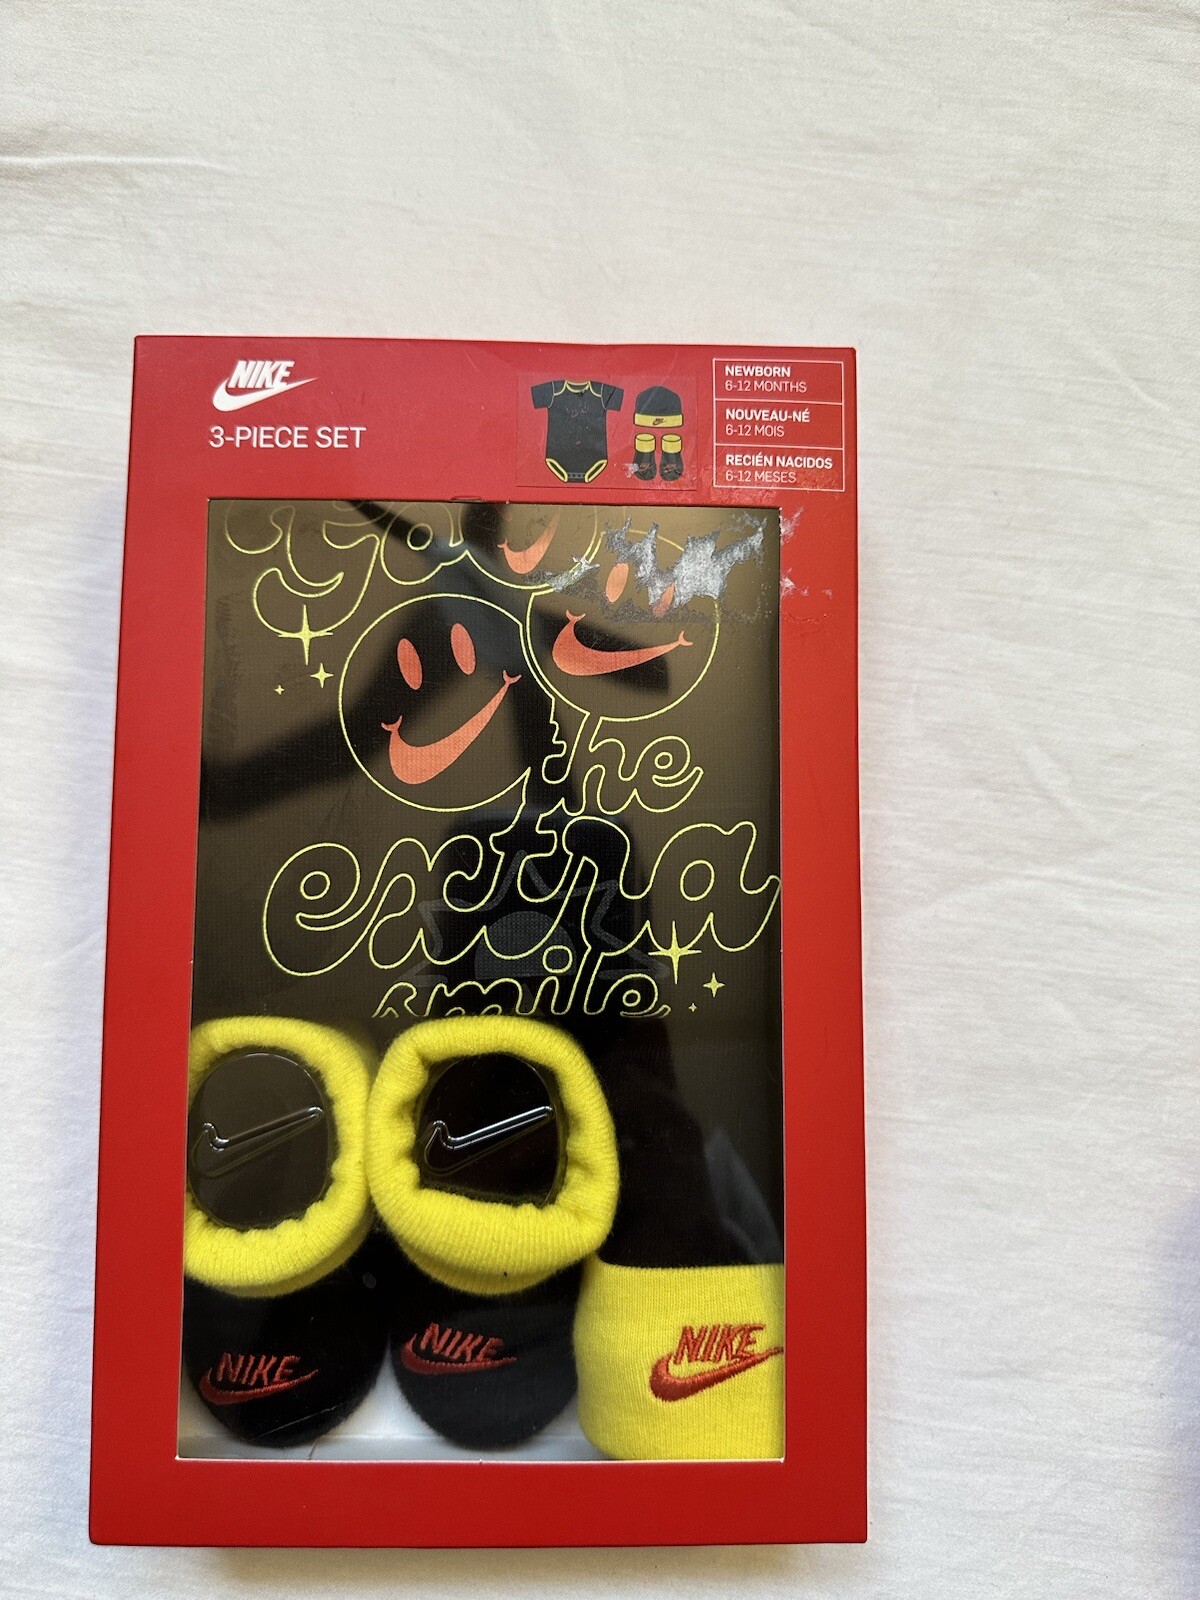 NIKE
3-PIECE SET
NEWBORN
6-12 MONTHS
NOUVEAU-NÉ
6-12 MOIS
RECIÉN NACIDOS
6-12 MESES
the
extra
smile
NIKE
NIKE
NIKE